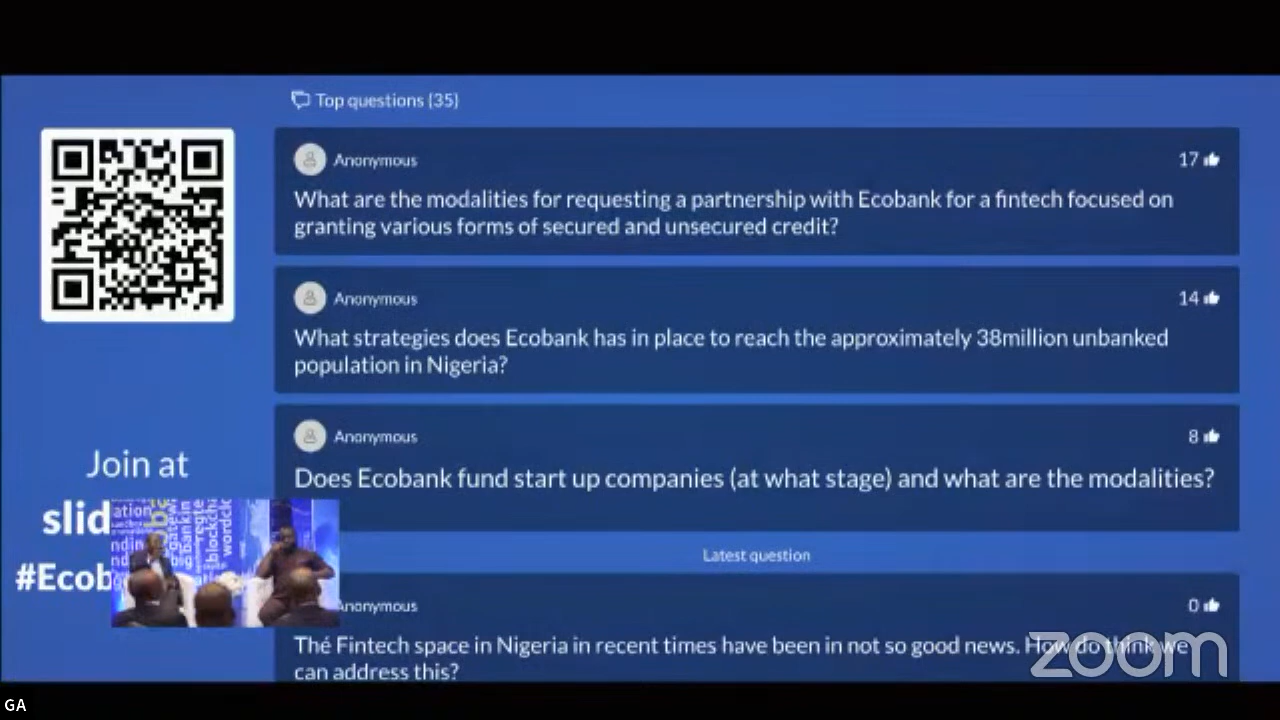 Top questions (35)
Anonymous
17
What are the modalities for requesting a partnership with Ecobank for a fintech focused on
granting various forms of secured and unsecured credit?
Anonymous
14
What strategies does Ecobank has in place to reach the approximately 38million unbanked
population in Nigeria?
Anonymous
8
Does Ecobank fund start up companies (at what stage) and what are the modalities?
Latest question
Anonymous
0
Thé Fintech space in Nigeria in recent times have been in not so good news. How do think we
can address this?
Join at
slid
#Ecob
ation
blockcha
wordclo
zoom
GA